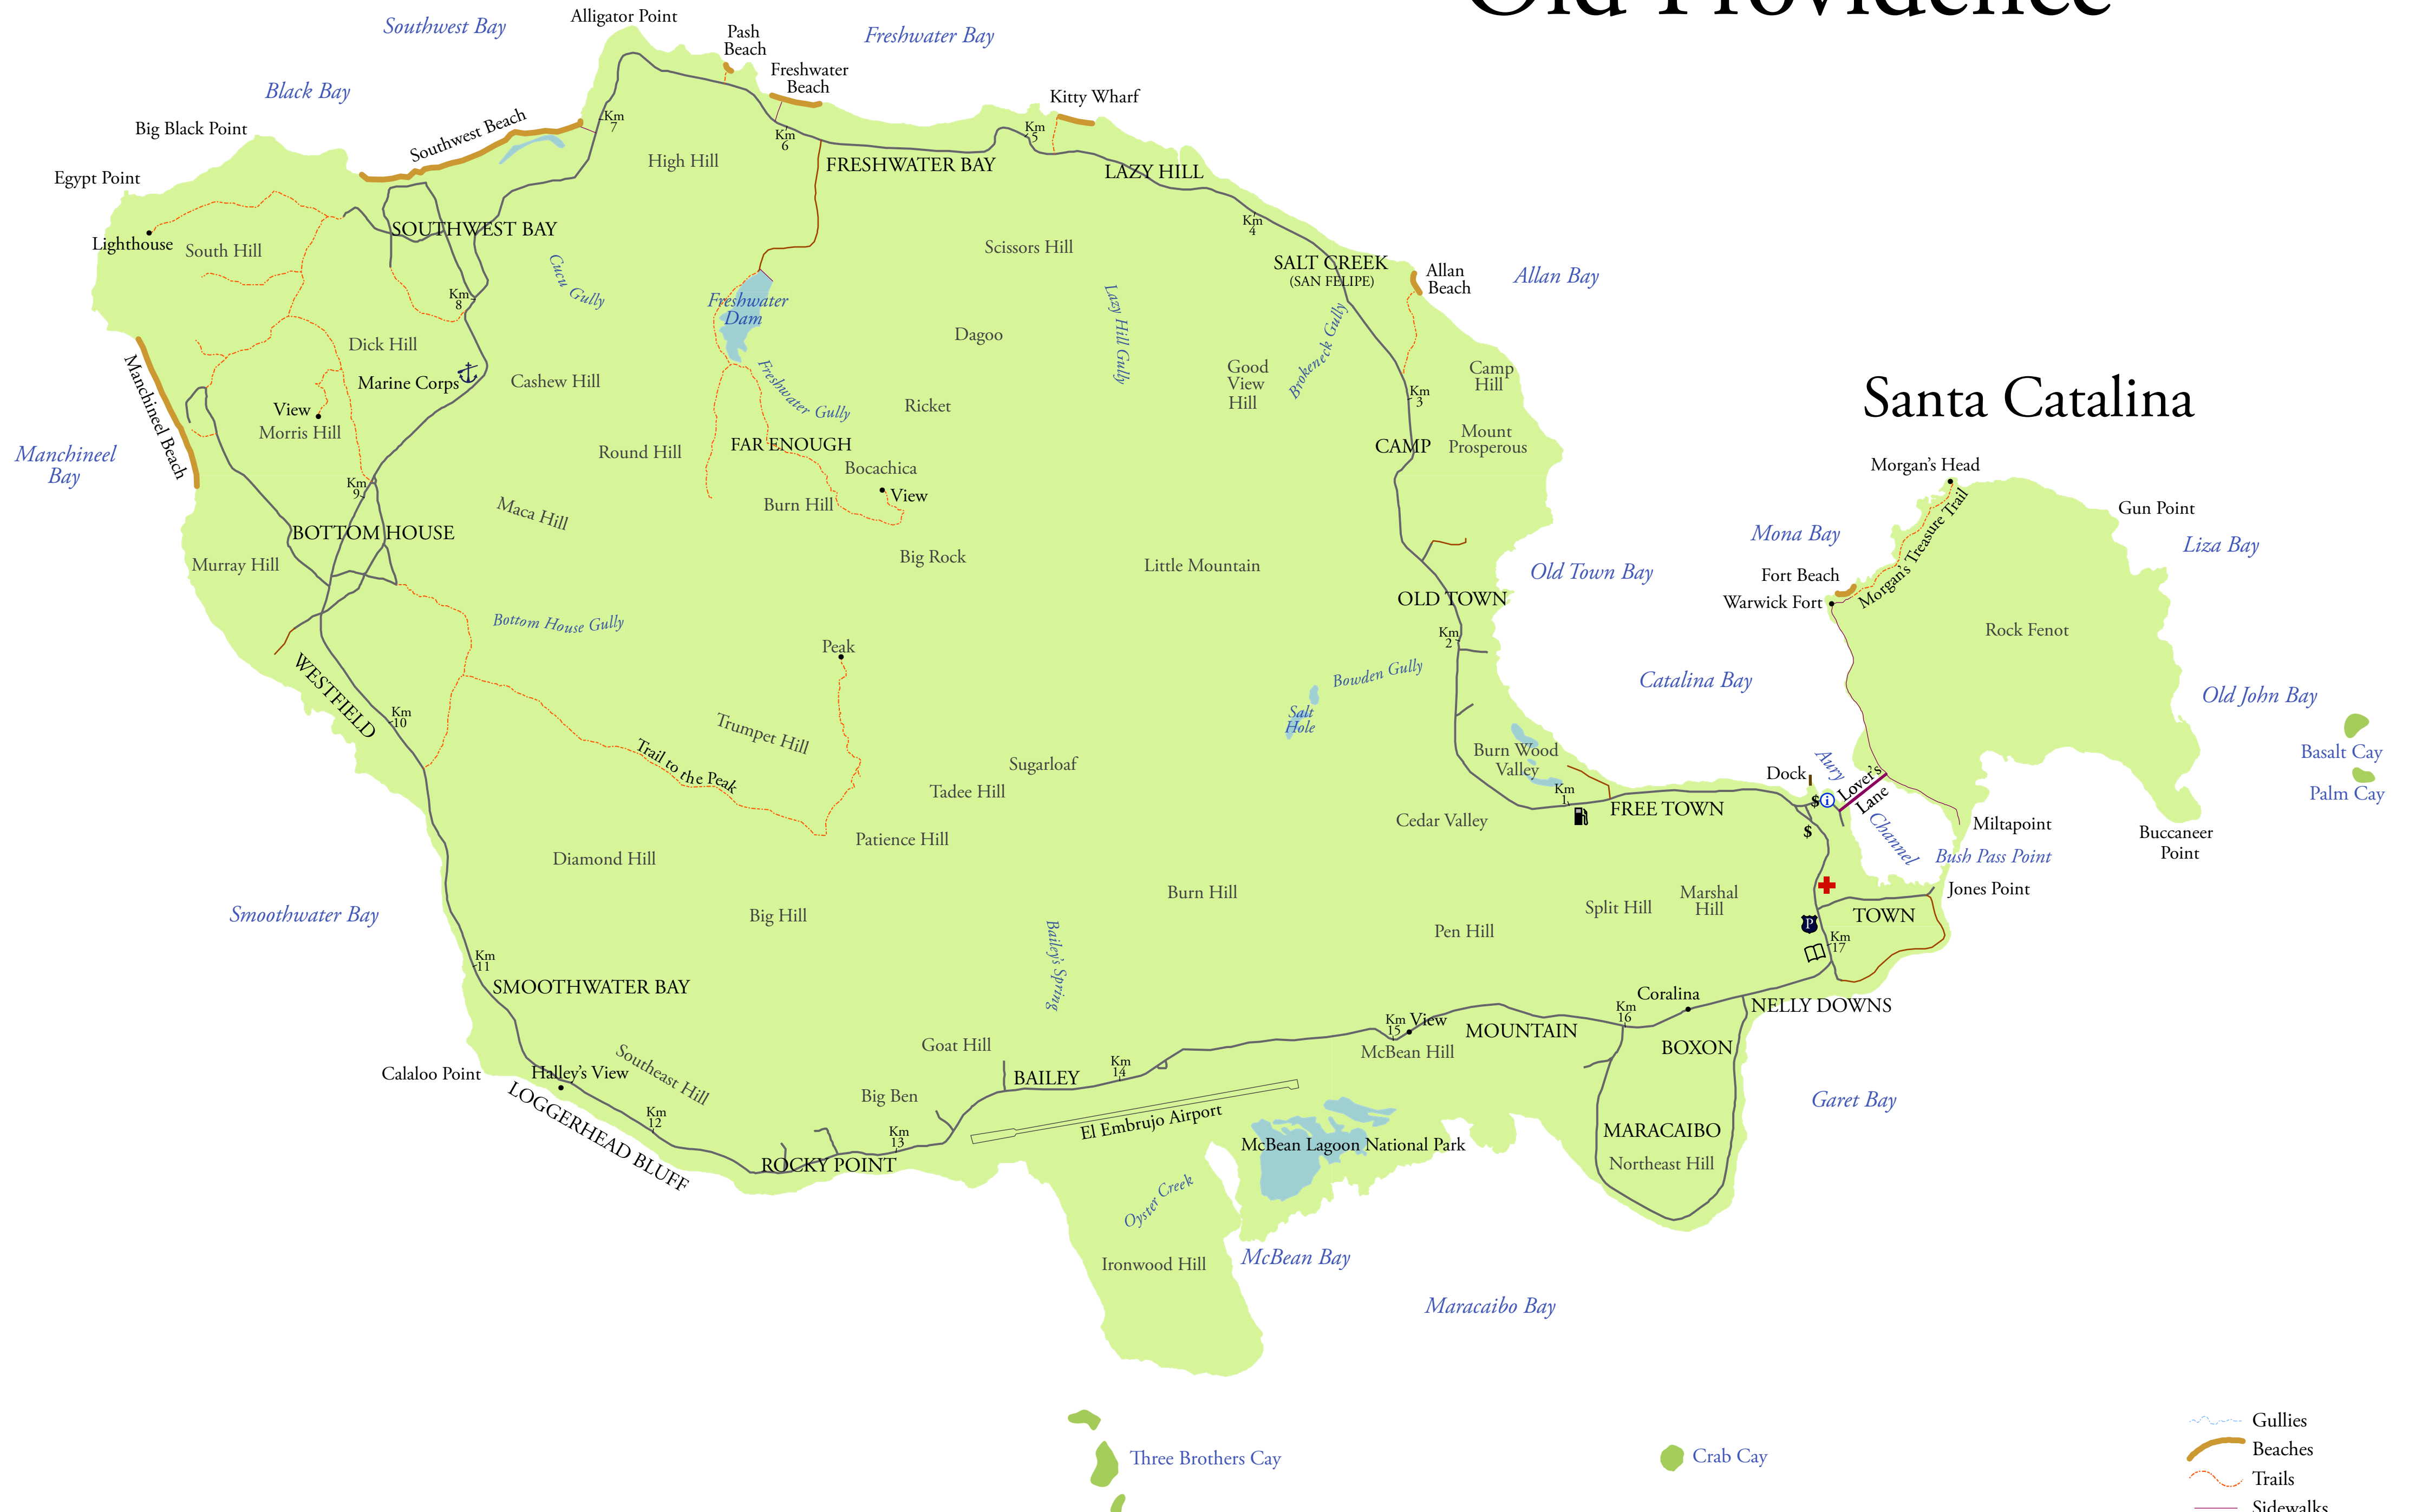 Old Providence
Southwest Bay
Alligator Point
Pash
Beach
Freshwater Bay
Freshwater
Beach
Black Bay
Kitty Wharf
Big Black Point
Southwest Beach
Km
7
Km
6
Km
5
High Hill
FRESHWATER BAY
LAZY HILL
Egypt Point
Lighthouse
South Hill
SOUTHWEST BAY
Km
4
Scissors Hill
SALT CREEK
(SAN FELIPE)
Allan
Beach
Allan Bay
Cucu Gully
Km
8
Freshwater
Dam
Lazy Hill Gully
Brokeneck Gully
Dagoo
Dick Hill
Marine Corps
Cashew Hill
Manchineel Beach
Freshwater Gully
Good
View
Hill
Camp
Hill
Km
3
Santa Catalina
View
Morris Hill
Ricket
Manchineel
Bay
Round Hill
FAR ENOUGH
CAMP
Mount
Prosperous
Bocachica
View
Burn Hill
Km
9
Maca Hill
Morgan's Head
Gun Point
Morgan's Treasure Trail
BOTTOM HOUSE
Mona Bay
Liza Bay
Murray Hill
Big Rock
Little Mountain
Old Town Bay
Fort Beach
Warwick Fort
OLD TOWN
Bottom House Gully
Rock Fenot
Km
2
Peak
WESTFIELD
Bowden Gully
Catalina Bay
Old John Bay
Km
10
Salt
Hole
Trumpet Hill
Trail to the Peak
Burn Wood
Valley
Basalt Cay
Sugarloaf
Dock
Aury
Channel
Lover's
Lane
$
i
Tadee Hill
Km
1
Palm Cay
FREE TOWN
Cedar Valley
$
Miltapoint
Buccaneer
Point
Patience Hill
Diamond Hill
Bush Pass Point
Jones Point
Burn Hill
Marshal
Hill
Split Hill
Smoothwater Bay
Big Hill
TOWN
P
Pen Hill
Km
17
Bailey's Spring
Km
11
SMOOTHWATER BAY
Coralina
NELLY DOWNS
Km
16
Km
15
View
MOUNTAIN
Goat Hill
McBean Hill
BOXON
Calaloo Point
Halley's View
Southeast Hill
Km
14
BAILEY
LOGGERHEAD BLUFF
Big Ben
Garet Bay
Km
12
El Embrujo Airport
Km
13
MARACAIBO
McBean Lagoon National Park
ROCKY POINT
Northeast Hill
Oyster Creek
Ironwood Hill
McBean Bay
Maracaibo Bay
Gullies
Beaches
Three Brothers Cay
Crab Cay
Trails
Sidewalks